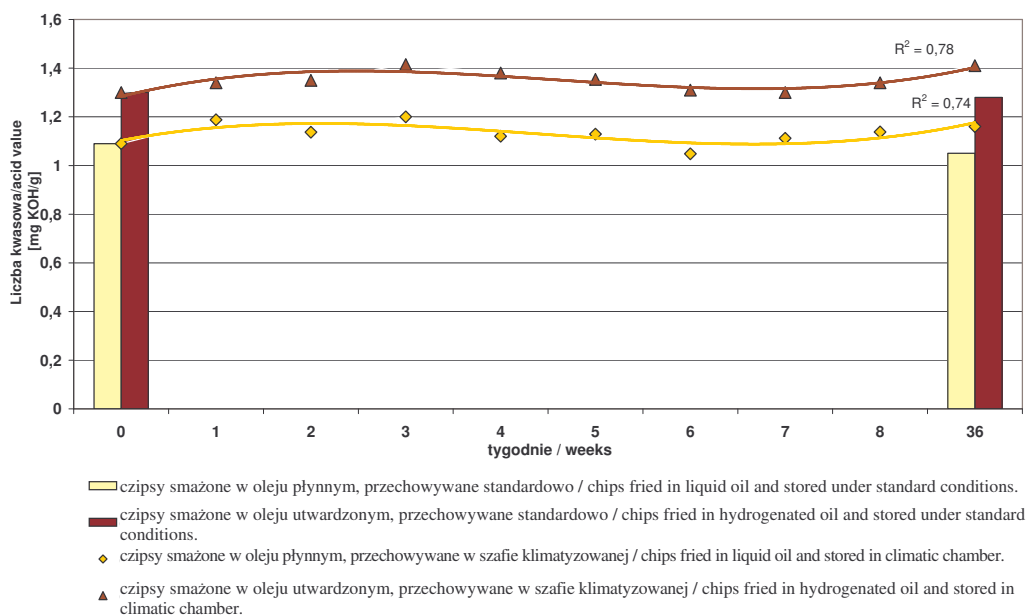 1,6
1,4
1,2
1
0,8
0,6
0,4
0,2
0
Liczba kwasowa/acid value
[mg KOH/g]
R² = 0,78
R² = 0,74
0 1 2 3 4 5 6 7 8 36
tygodnie / weeks
czipsy smażone w oleju płynnym, przechowywane standardowo / chips fried in liquid oil and stored under standard conditions.
czipsy smażone w oleju utwardzonym, przechowywane standardowo / chips fried in hydrogenated oil and stored under standard
conditions.
czipsy smażone w oleju płynnym, przechowywane w szafie klimatyzowanej / chips fried in liquid oil and stored in climatic chamber.
czipsy smażone w oleju utwardzonym, przechowywane w szafie klimatyzowanej / chips fried in hydrogenated oil and stored in
climatic chamber.